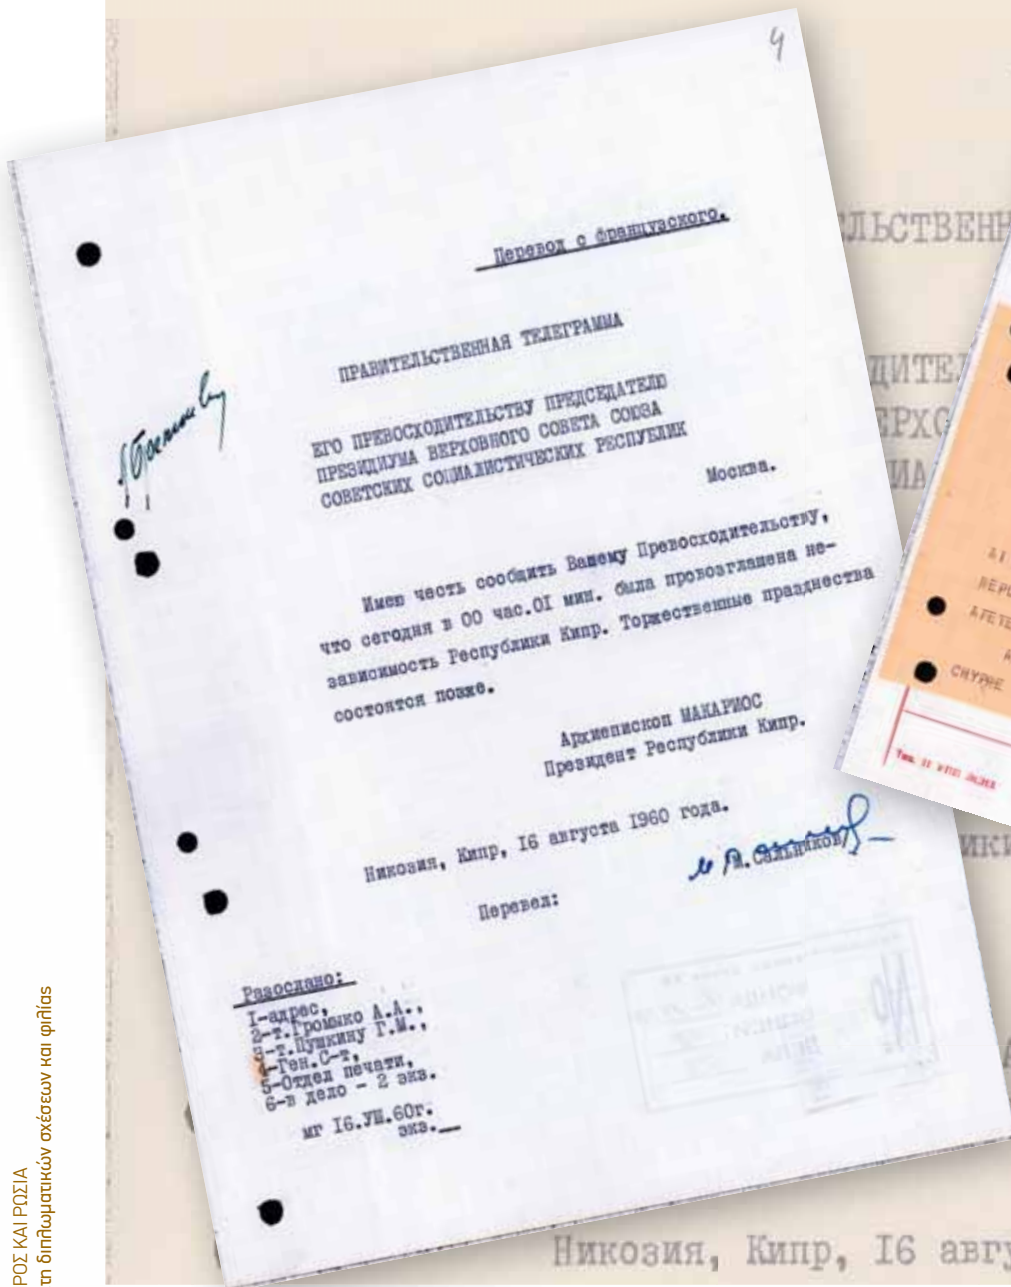 4
Перевод с французского.
ПРАВИТЕЛЬСТВЕННАЯ ТЕЛЕГРАММА
ЕГО ПРЕВОСХОДИТЕЛЬСТВУ ПРЕДСЕДАТЕЛЮ
ПРЕЗИДИУМА ВЕРХОВНОГО СОВЕТА СОЮЗА
СОВЕТСКИХ СОЦИАЛИСТИЧЕСКИХ РЕСПУБЛИК
Москва.
Имею честь сообщить Вашему Превосходительству,
что сегодня в 00 час.01 мин. была провозглашена не-
зависимость Республики Кипр. Торжественные празднества
состоятся позже.
Архиепископ МАКАРИОС
Президент Республики Кипр.
Никозия, Кипр, 16 августа 1960 года.
Перевел:
(М.Сальников)
Разослано:
1-адрес,
2-т.Громыко А.А.,
3-т.Пушкину Г.М.,
4-Ген.С-т,
5-Отдел печати,
6-в дело - 2 экз.
мг 16.УШ.60г.
экз.
ЛЬСТВЕНН
ДИТЕЛ
ЕРХО
ИА
CHYPRE
ИКИ
Никозия, Кипр, 16 авгу
ΡΟΣ ΚΑΙ ΡΩΣΙΑ
τη διπλωματικών σχέσεων και φιλίας